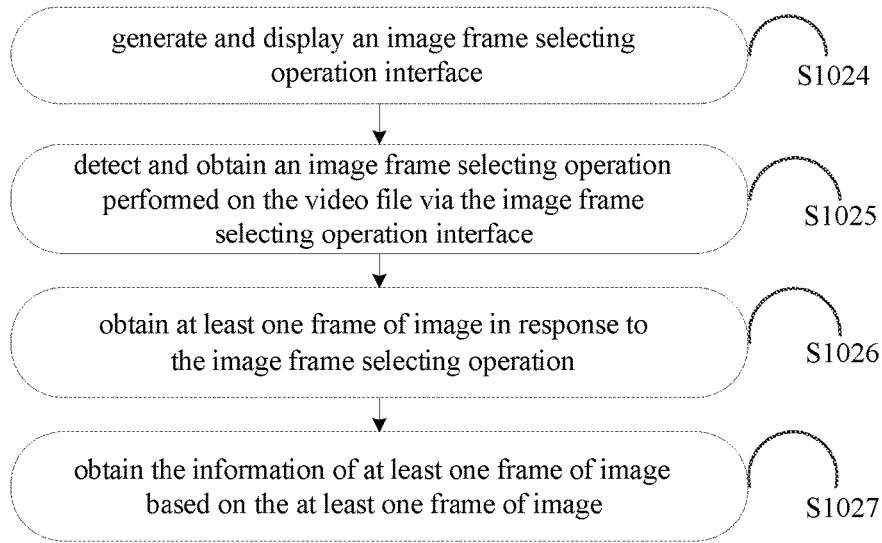 generate and display an image frame selecting
operation interface
S1024
detect and obtain an image frame selecting operation
performed on the video file via the image frame
selecting operation interface
S1025
obtain at least one frame of image in response to
the image frame selecting operation
S1026
obtain the information of at least one frame of image
based on the at least one frame of image
S1027